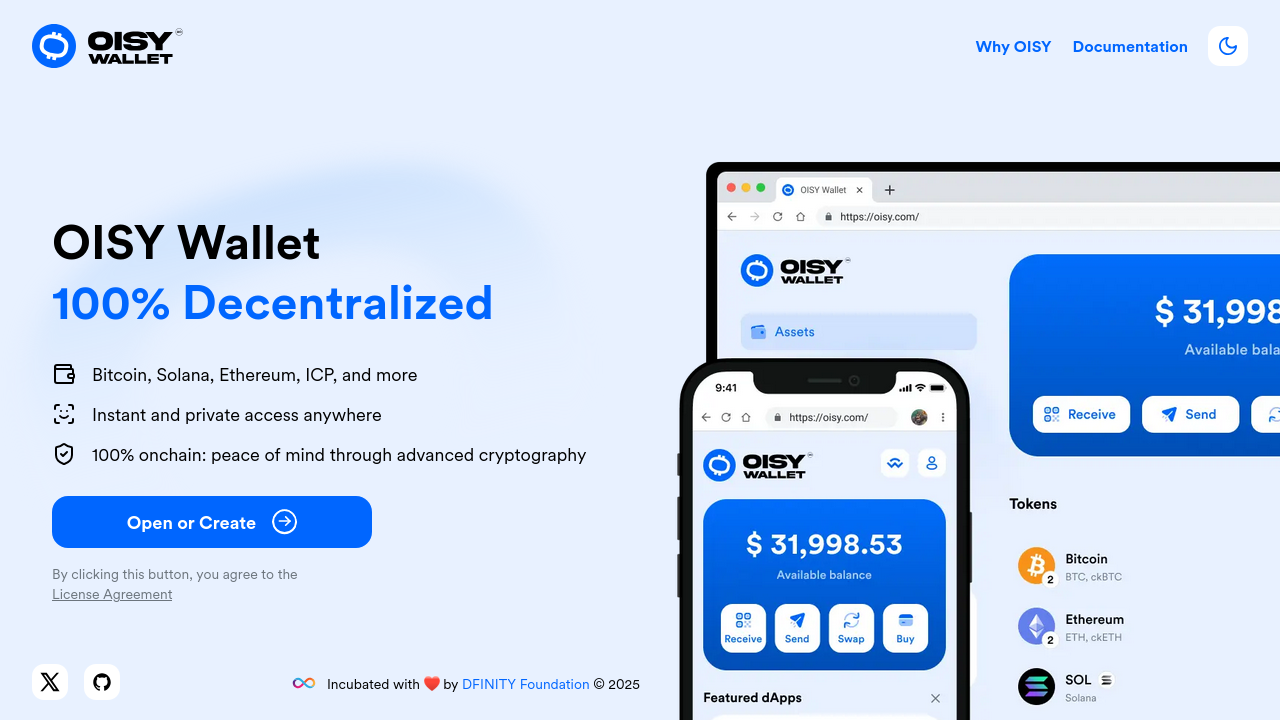 OISY
WALLET
Why OISY
Documentation
OISY Wallet
100% Decentralized
Bitcoin, Solana, Ethereum, ICP, and more
Instant and private access anywhere
100% onchain: peace of mind through advanced cryptography
Open or Create
By clicking this button, you agree to the
License Agreement
Incubated with ❤️ by DFINITY Foundation © 2025
OISY Wallet
https://oisy.com/
OISY
WALLET
Assets
$ 31,998
Available
Receive
Send
Tokens
Bitcoin
BTC, ckBTC
2
Ethereum
ETH, ckETH
2
SOL
Solana
9:41
https://oisy.com/
OISY
WALLET
$ 31,998.53
Available balance
Receive
Send
Swap
Buy
Featured dApps